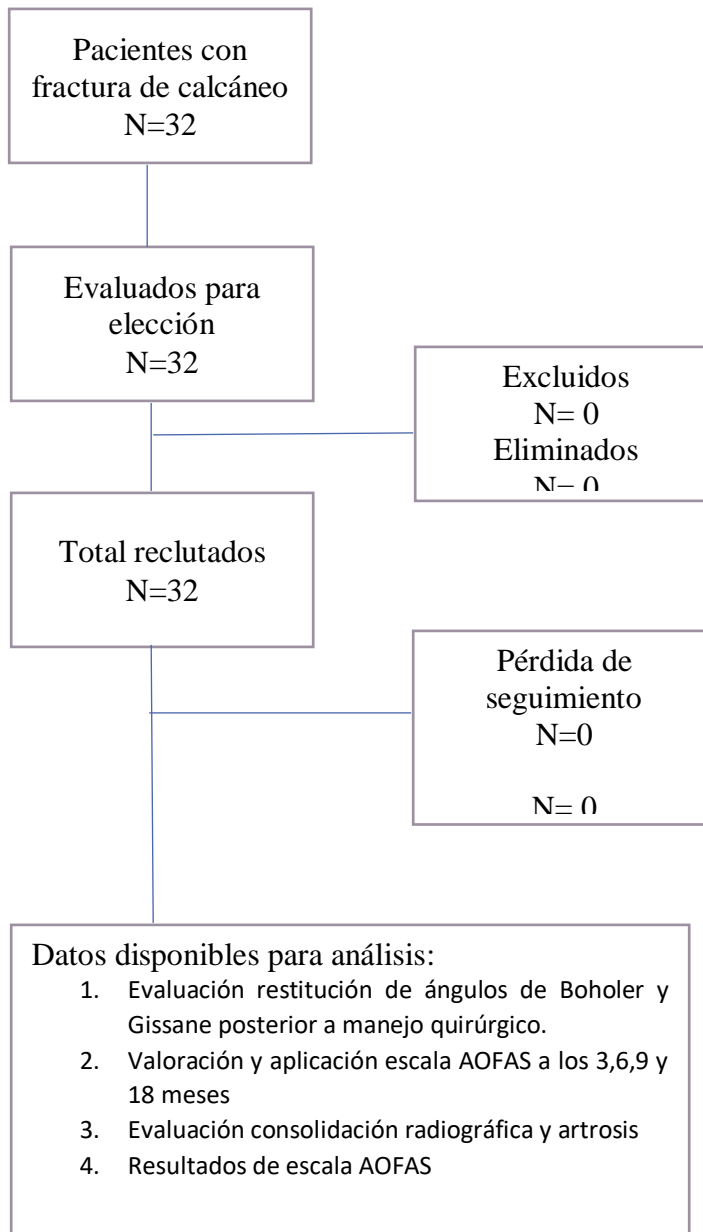 Pacientes con
fractura de calcáneo
N=32
Evaluados para
elección
N=32
Excluidos
N= 0
Eliminados
N= 0
Total reclutados
N=32
Pérdida de
seguimiento
N=0
N= 0
Datos disponibles para análisis:
1. Evaluación restitución de ángulos de Boholer y
Gissane posterior a manejo quirúrgico.
2. Valoración y aplicación escala AOFAS a los 3,6,9 y
18 meses
3. Evaluación consolidación radiográfica y artrosis
4. Resultados de escala AOFAS